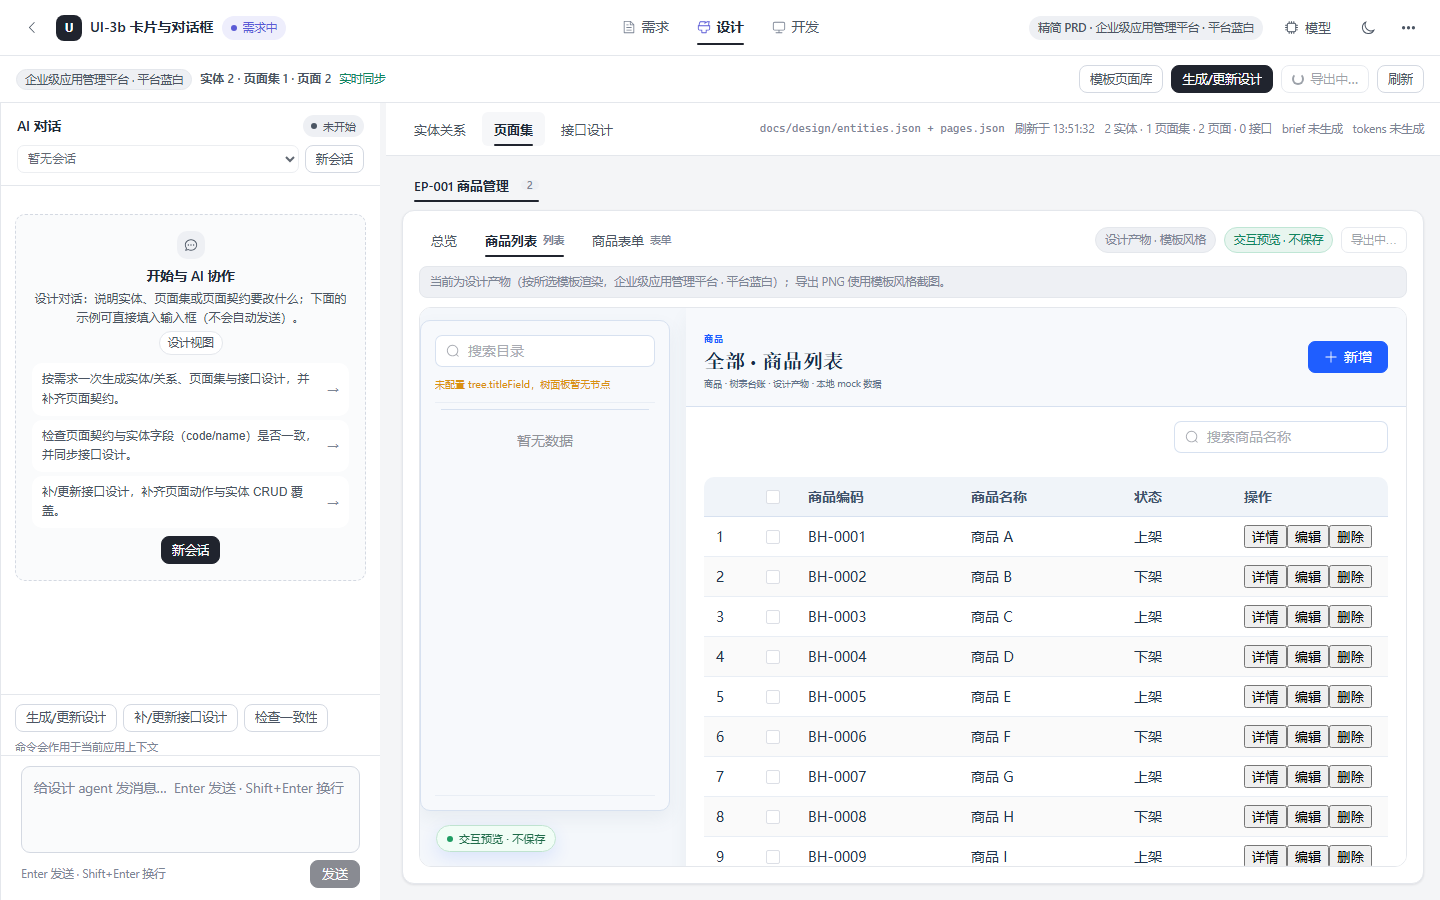 U UI-3b 卡片与对话框 需求中 需求 设计 开发 精简 PRD · 企业级应用管理平台 · 平台蓝白 模型
企业级应用管理平台 · 平台蓝白 实体 2 · 页面集 1 · 页面 2 实时同步 模板页面库 生成/更新设计 导出中... 刷新
AI 对话 未开始
暂无会话 新会话
开始与 AI 协作
设计对话：说明实体、页面集或页面契约要改什么；下面的
示例可直接填入输入框（不会自动发送）。
设计视图
按需求一次生成实体/关系、页面集与接口设计，并
补齐页面契约。
→
检查页面契约与实体字段（code/name）是否一致，
并同步接口设计。
→
补/更新接口设计，补齐页面动作与实体 CRUD 覆
盖。
→
新会话
生成/更新设计 补/更新接口设计 检查一致性
命令会作用于当前应用上下文
给设计 agent 发消息... Enter 发送 · Shift+Enter 换行
Enter 发送 · Shift+Enter 换行 发送
实体关系 页面集 接口设计 docs/design/entities.json + pages.json 刷新于 13:51:32 2 实体 · 1 页面集 · 2 页面 · 0 接口 brief 未生成 tokens 未生成
EP-001 商品管理 2
总览 商品列表 列表 商品表单 表单 设计产物 · 模板风格 交互预览 · 不保存 导出中...
当前为设计产物（按所选模板渲染，企业级应用管理平台 · 平台蓝白）；导出 PNG 使用模板风格截图。
搜索目录
未配置 tree.titleField，树面板暂无节点
暂无数据
交互预览 · 不保存
商品
全部 · 商品列表
商品 · 树表台账 · 设计产物 · 本地 mock 数据
新增
搜索商品名称
商品编码 商品名称 状态 操作
1 BH-0001 商品 A 上架 详情 编辑 删除
2 BH-0002 商品 B 下架 详情 编辑 删除
3 BH-0003 商品 C 上架 详情 编辑 删除
4 BH-0004 商品 D 下架 详情 编辑 删除
5 BH-0005 商品 E 上架 详情 编辑 删除
6 BH-0006 商品 F 下架 详情 编辑 删除
7 BH-0007 商品 G 上架 详情 编辑 删除
8 BH-0008 商品 H 下架 详情 编辑 删除
9 BH-0009 商品 I 上架 详情 编辑 删除